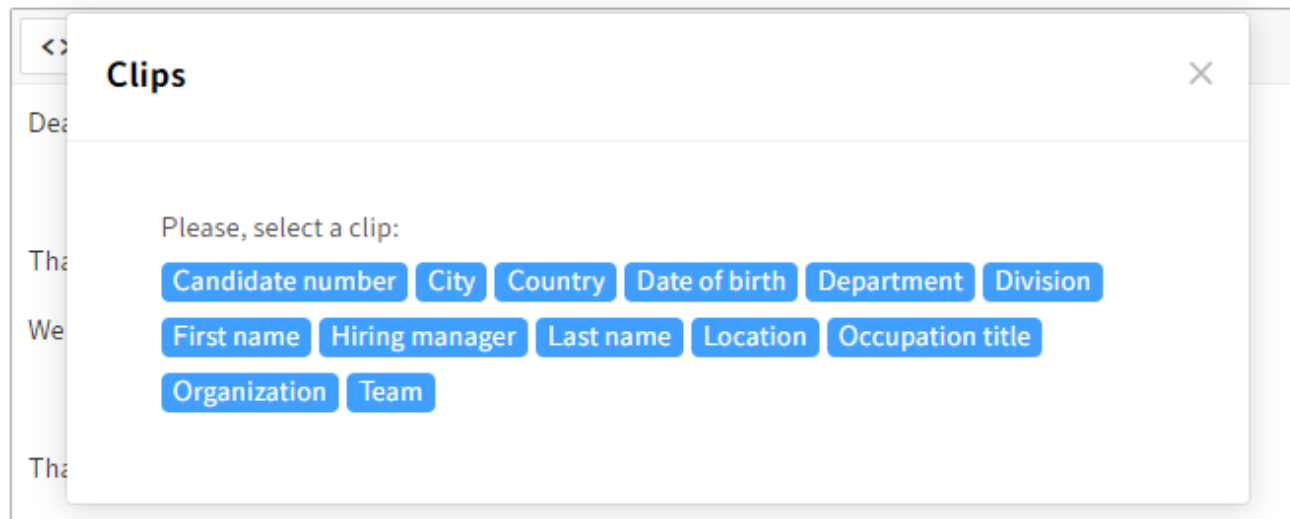 <>
Clips
Please, select a clip:
Candidate number City Country Date of birth Department Division
First name Hiring manager Last name Location Occupation title
Organization Team
We